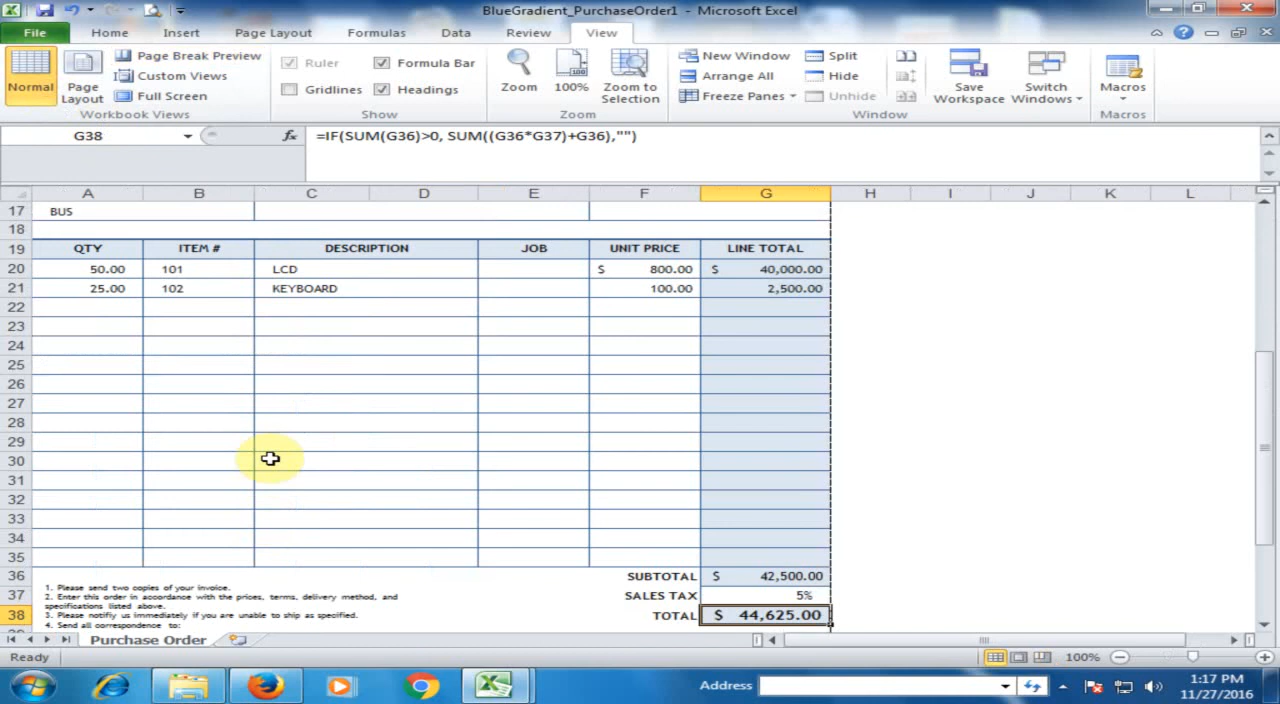 BlueGradient_PurchaseOrder1 - Microsoft Excel
File Home Insert Page Layout Formulas Data Review View
Normal
Page Layout
Page Break Preview
Custom Views
Full Screen
Workbook Views
Ruler
Formula Bar
Gridlines
Headings
Show
Zoom
100%
Zoom to Selection
Zoom
New Window
Arrange All
Freeze Panes
Split
Hide
Unhide
Save Workspace
Switch Windows
Window
Macros
Macros
G38 fx =IF(SUM(G36)>0, SUM((G36*G37)+G36),"")
A B C D E F G H I J K L
17 BUS
18
19 QTY ITEM # DESCRIPTION JOB UNIT PRICE LINE TOTAL
20 50.00 101 LCD $ 800.00 $ 40,000.00
21 25.00 102 KEYBOARD 100.00 2,500.00
22
23
24
25
26
27
28
29
30
31
32
33
34
35
36 SUBTOTAL $ 42,500.00
37 SALES TAX 5%
38 TOTAL $ 44,625.00
1. Please send two copies of your invoice.
2. Enter this order in accordance with the prices, terms, delivery method, and
specifications listed above.
3. Please notifiy us immediately if you are unable to ship as specified.
4. Send all correspondence to:
Purchase Order
Ready 100%
Address
1:17 PM
11/27/2016